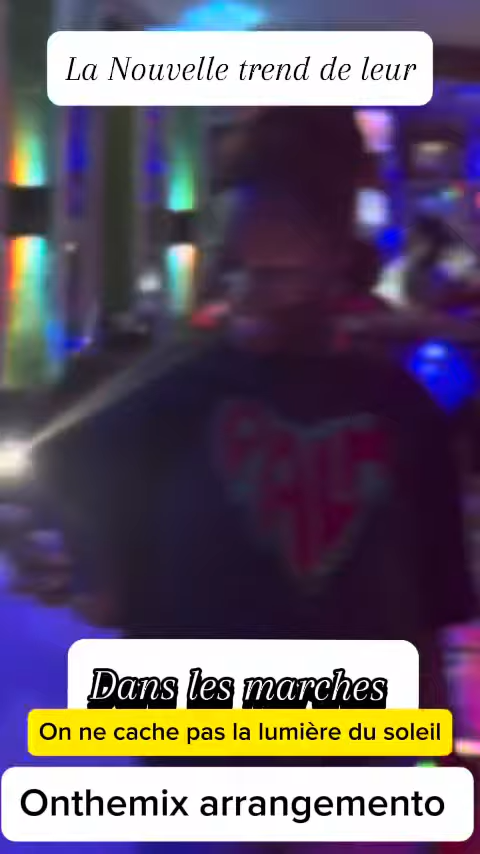 La Nouvelle trend de leur
Dans les marches
On ne cache pas la lumière du soleil
Onthemix arrangemento